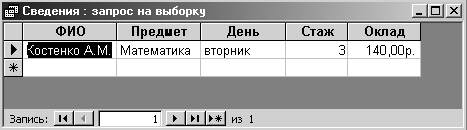 Сведения : запрос на выборку
ФИО Предмет День Стаж Оклад
Костенко А.М. Математика вторник 3 140,00р.
Запись: 1 из 1